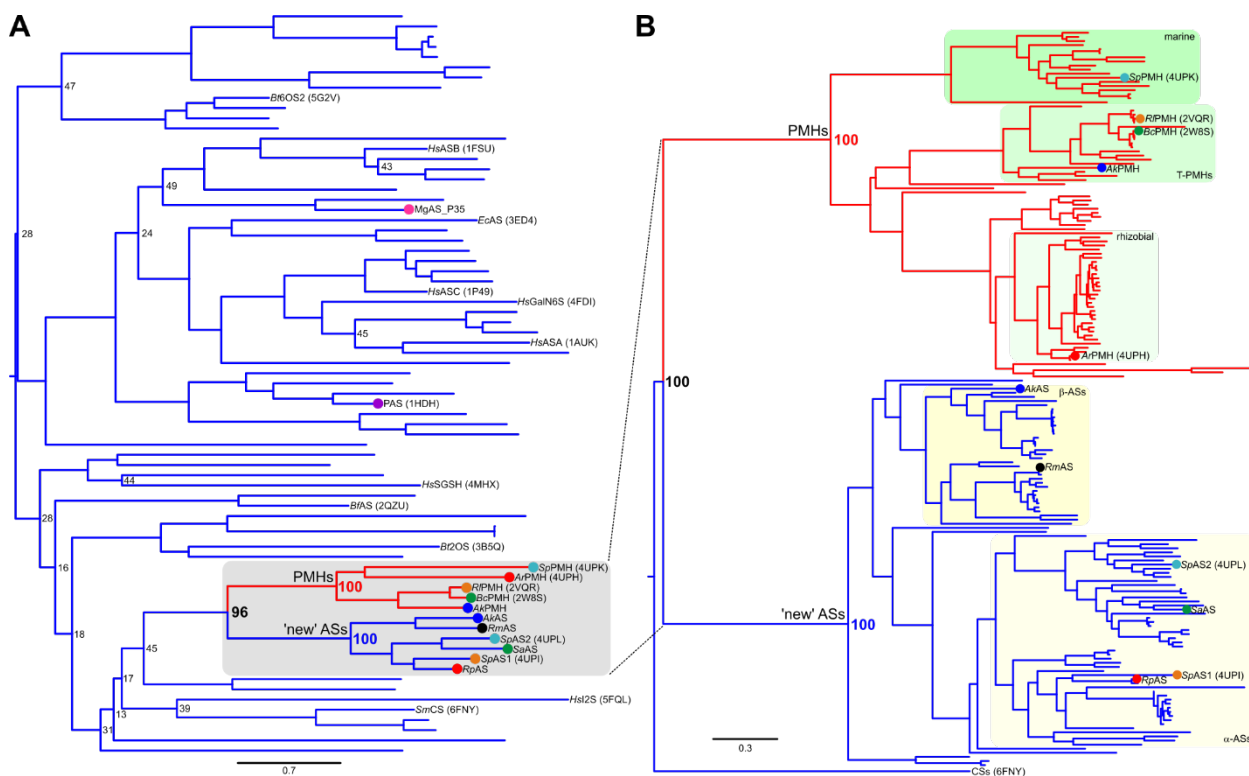 A
47
Bt6OS2 (5G2V)
HsASB (1FSU)
43
49
MgAS_P35
28
24
EcAS (3ED4)
HsASC (1P49)
HsGalN6S (4FDI)
45
HsASA (1AUK)
PAS (1HDH)
44
HsSGSH (4MHX)
28
BfAS (2QZU)
16
Bt2OS (3B5Q)
SpPMH (4UPK)
PMHs
ArPMH (4UPH)
100
RlPMH (2VQR)
BcPMH (2W8S)
96
AkPMH
'new' ASs
AkAS
RmAS
18
100
SpAS2 (4UPL)
SaAS
45
SpAS1 (4UPI)
RpAS
17
HsI2S (5FQL)
13
39
SmCS (6FNY)
31
0.7
B
marine
SpPMH (4UPK)
RlPMH (2VQR)
PMHs
BcPMH (2W8S)
100
AkPMH
T-PMHs
rhizobial
ArPMH (4UPH)
100
AkAS
β-ASs
RmAS
SpAS2 (4UPL)
SaAS
'new' ASs
100
SpAS1 (4UPI)
RpAS
0.3
α-ASs
CSs (6FNY)